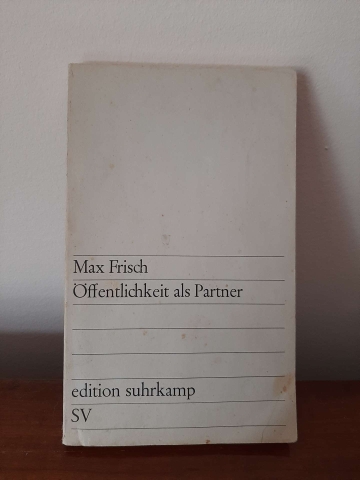 Max Frisch
Öffentlichkeit als Partner
edition suhrkamp
SV